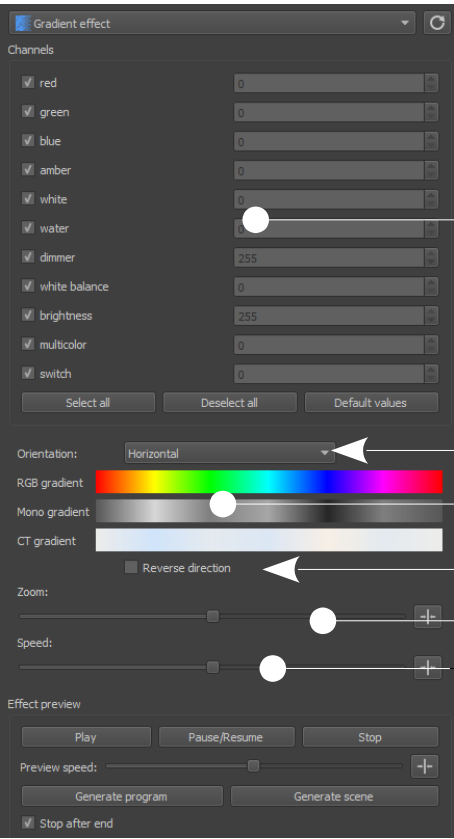 Gradient effect
Channels
red 0
green 0
blue 0
amber 0
white 0
water
dimmer 255
white balance 0
brightness 255
multicolor 0
switch 0
Select all Deselect all Default values
Orientation: Horizontal
RGB gradient
Mono gradient
CT gradient
Reverse direction
Zoom:
Speed:
Effect preview
Play Pause/Resume Stop
Preview speed:
Generate program Generate scene
Stop after end